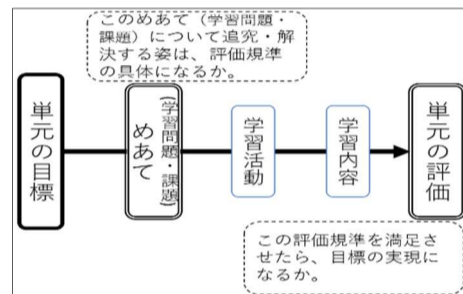 このめあて（学習問題・
課題）について追究・解
決する姿は、評価規準
の具体になるか。
単元の目標
めあて
(学習問題・課題)
学習活動
学習内容
単元の評価
この評価規準を満足さ
せたら、目標の実現に
なるか。